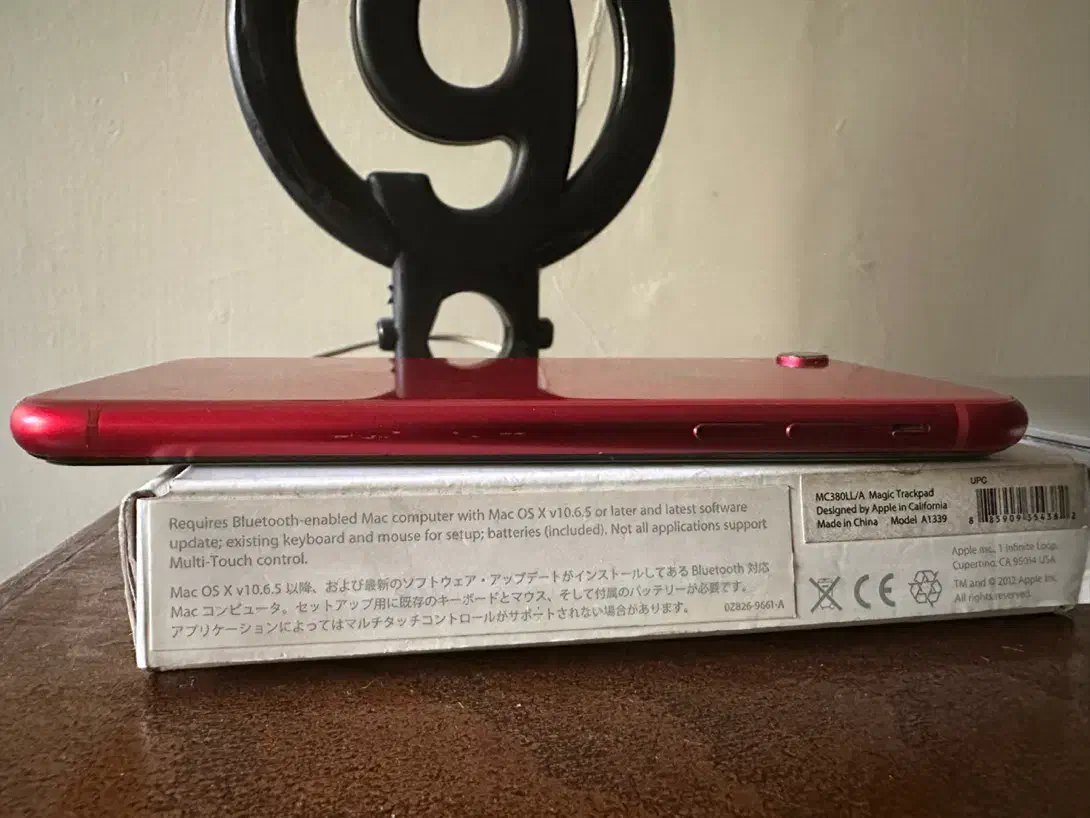 9
Requires Bluetooth-enabled Mac computer with Mac OS X v10.6.5 or later and latest software
update; existing keyboard and mouse for setup; batteries (included). Not all applications support
Multi-Touch control.
Mac OS X v10.6.5 以降、および最新のソフトウェア・アップデートがインストールしてある Bluetooth 対応
Mac コンピュータ。セットアップ用に既存のキーボードとマウス、そして付属のバッテリーが必要です。
アプリケーションによってはマルチタッチコントロールがサポートされない場合があります。
0Z826-9661-A
MC380LL/A Magic Trackpad
Designed by Apple in California
Made in China Model A1339
UPC
Apple Inc., 1 Infinite Loop,
Cupertino, CA 95014 USA.
TM and © 2012 Apple Inc.
All rights reserved.
CE